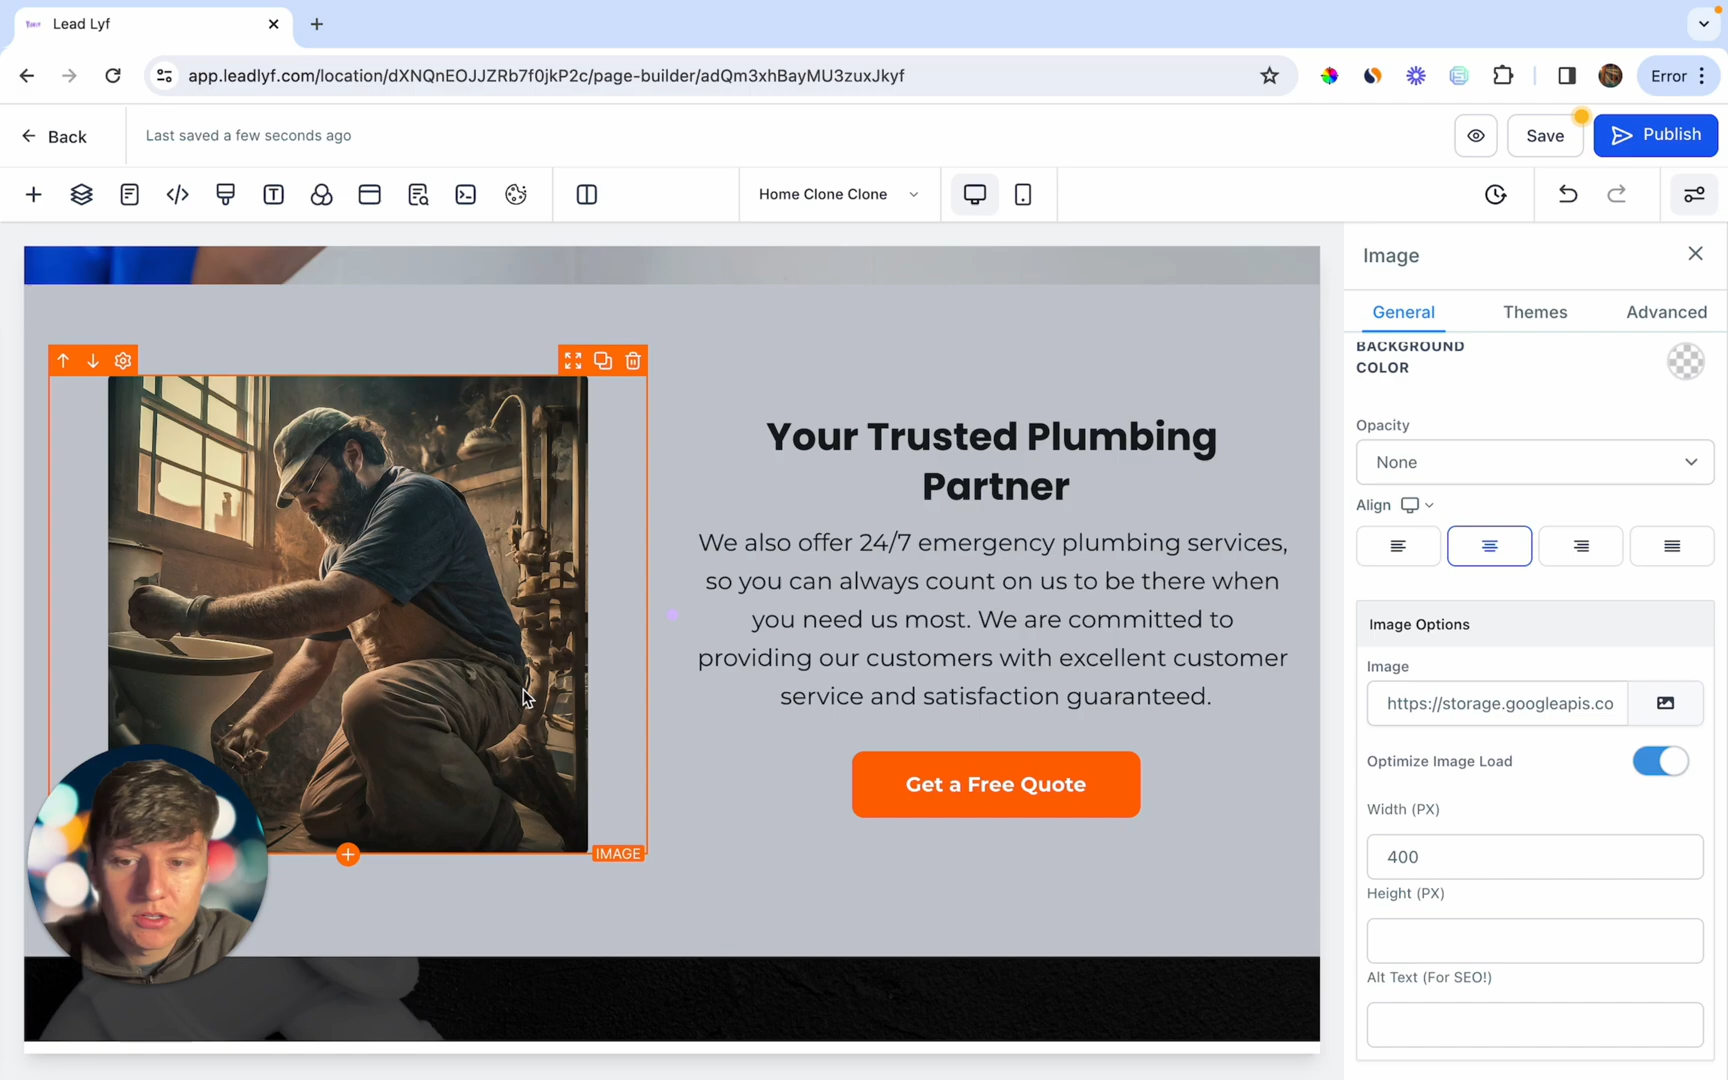 Lead Lyf
app.leadlyf.com/location/dXNQnEOJJZRb7f0jkP2c/page-builder/adQm3xhBayMU3zuxJkyf
Error
Back
Last saved a few seconds ago
Save
Publish
Home Clone Clone
Image
General
Themes
Advanced
BACKGROUND
COLOR
Opacity
None
Align
Image Options
Image
https://storage.googleapis.co
Optimize Image Load
Width (PX)
400
Height (PX)
Alt Text (For SEO!)
Your Trusted Plumbing
Partner
We also offer 24/7 emergency plumbing services,
so you can always count on us to be there when
you need us most. We are committed to
providing our customers with excellent customer
service and satisfaction guaranteed.
Get a Free Quote
IMAGE